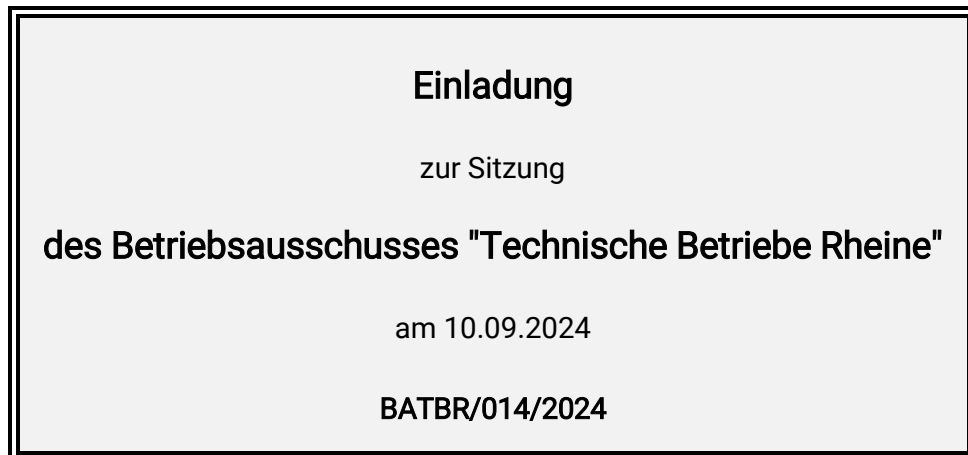 Einladung
zur Sitzung
des Betriebsausschusses "Technische Betriebe Rheine"
am 10.09.2024
BATBR/014/2024